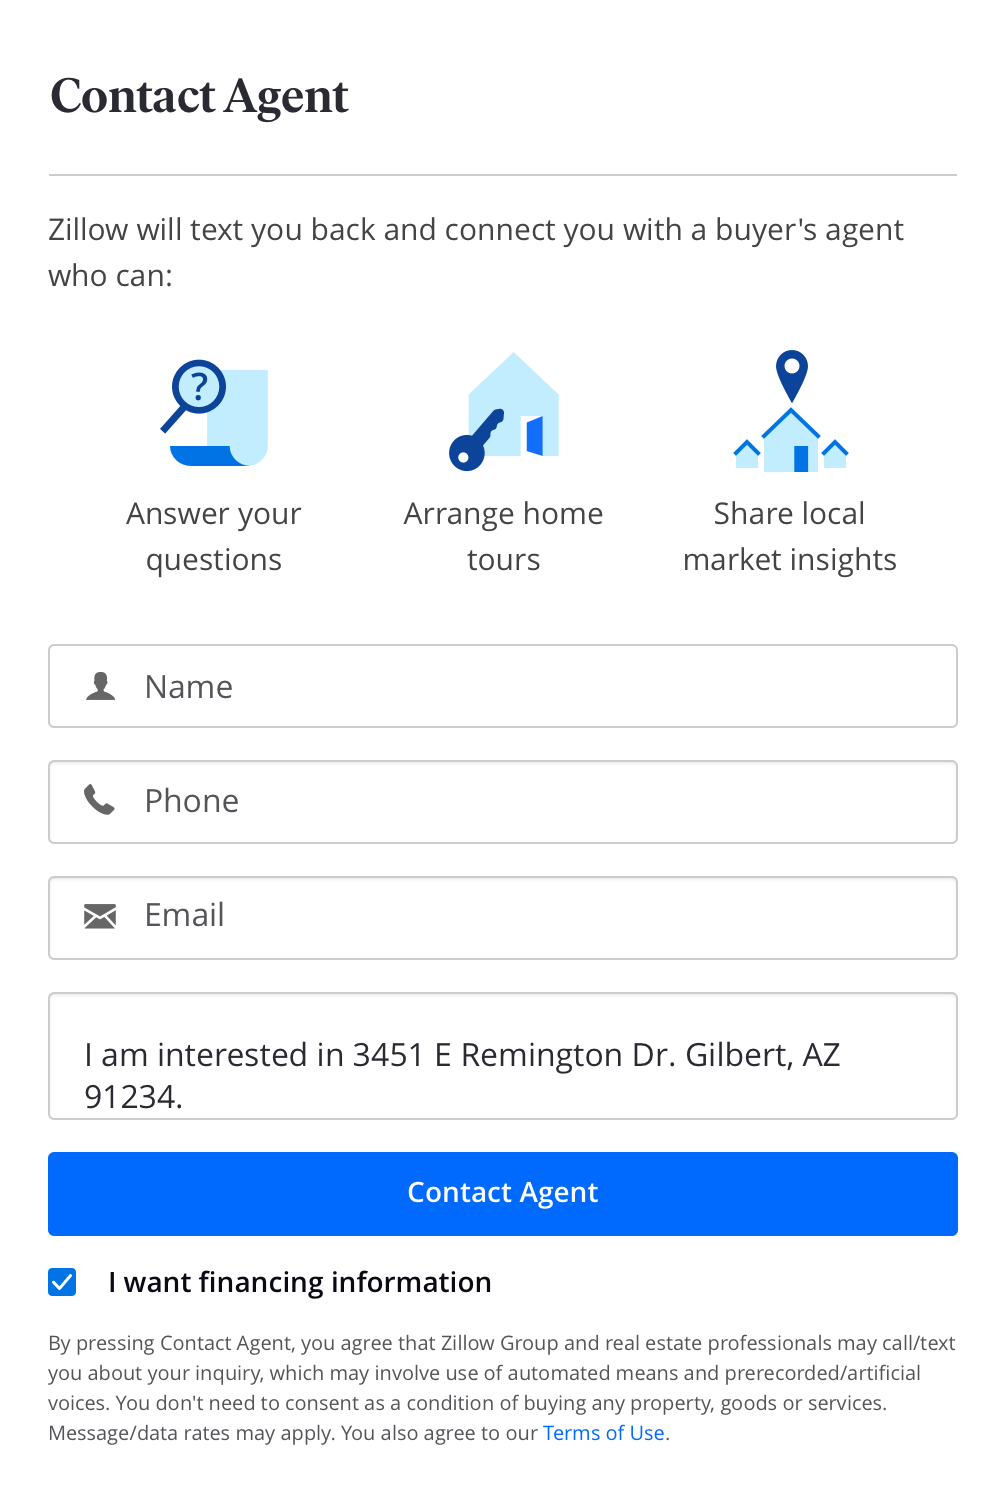 Contact Agent
Zillow will text you back and connect you with a buyer's agent
who can:
?
Answer your
questions
Arrange home
tours
Share local
market insights
Name
Phone
Email
I am interested in 3451 E Remington Dr. Gilbert, AZ
91234.
Contact Agent
I want financing information
By pressing Contact Agent, you agree that Zillow Group and real estate professionals may call/text
you about your inquiry, which may involve use of automated means and prerecorded/artificial
voices. You don't need to consent as a condition of buying any property, goods or services.
Message/data rates may apply. You also agree to our Terms of Use.